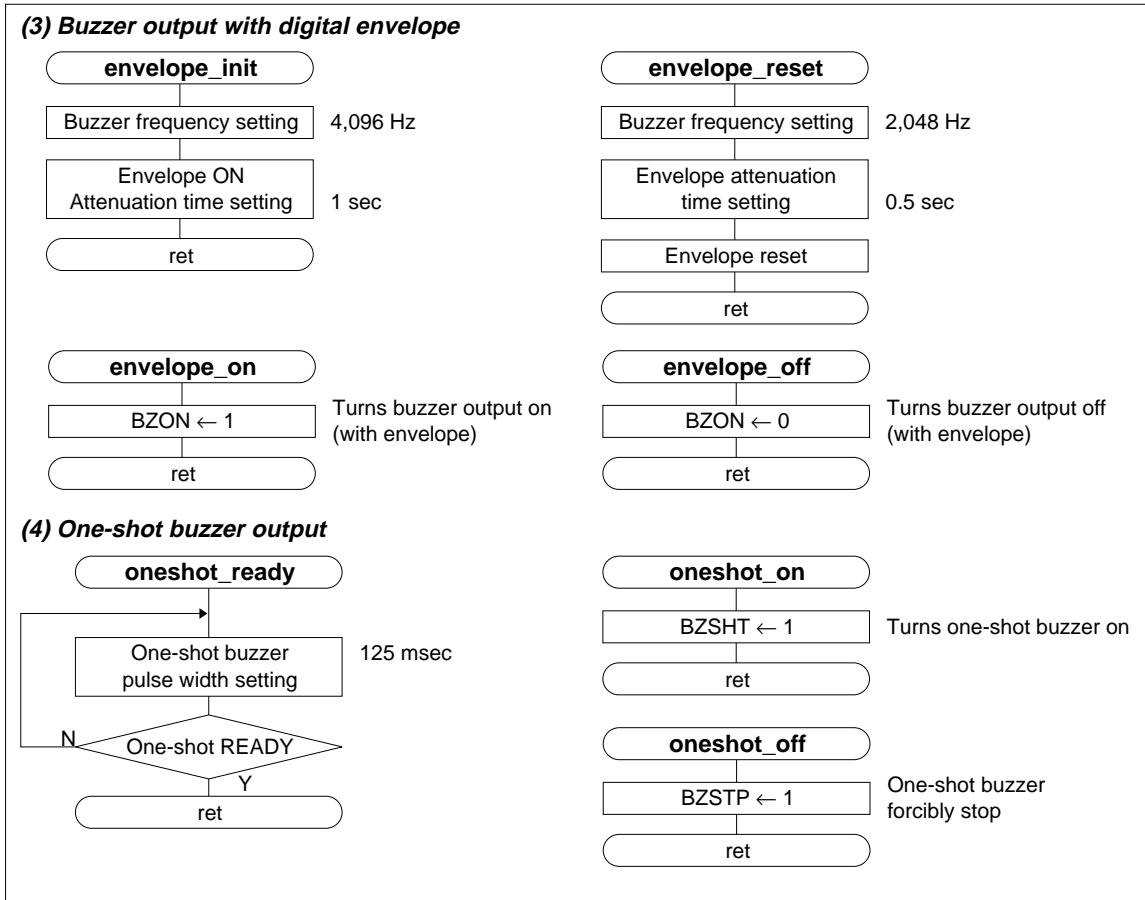 (3) Buzzer output with digital envelope
envelope_init
Buzzer frequency setting
4,096 Hz
Envelope ON
Attenuation time setting
1 sec
ret
envelope_reset
Buzzer frequency setting
2,048 Hz
Envelope attenuation
time setting
0.5 sec
Envelope reset
ret
envelope_on
BZON ← 1
Turns buzzer output on
(with envelope)
ret
envelope_off
BZON ← 0
Turns buzzer output off
(with envelope)
ret
(4) One-shot buzzer output
oneshot_ready
One-shot buzzer
pulse width setting
125 msec
N
One-shot READY
Y
ret
oneshot_on
BZSHT ← 1
Turns one-shot buzzer on
ret
oneshot_off
BZSTP ← 1
One-shot buzzer
forcibly stop
ret